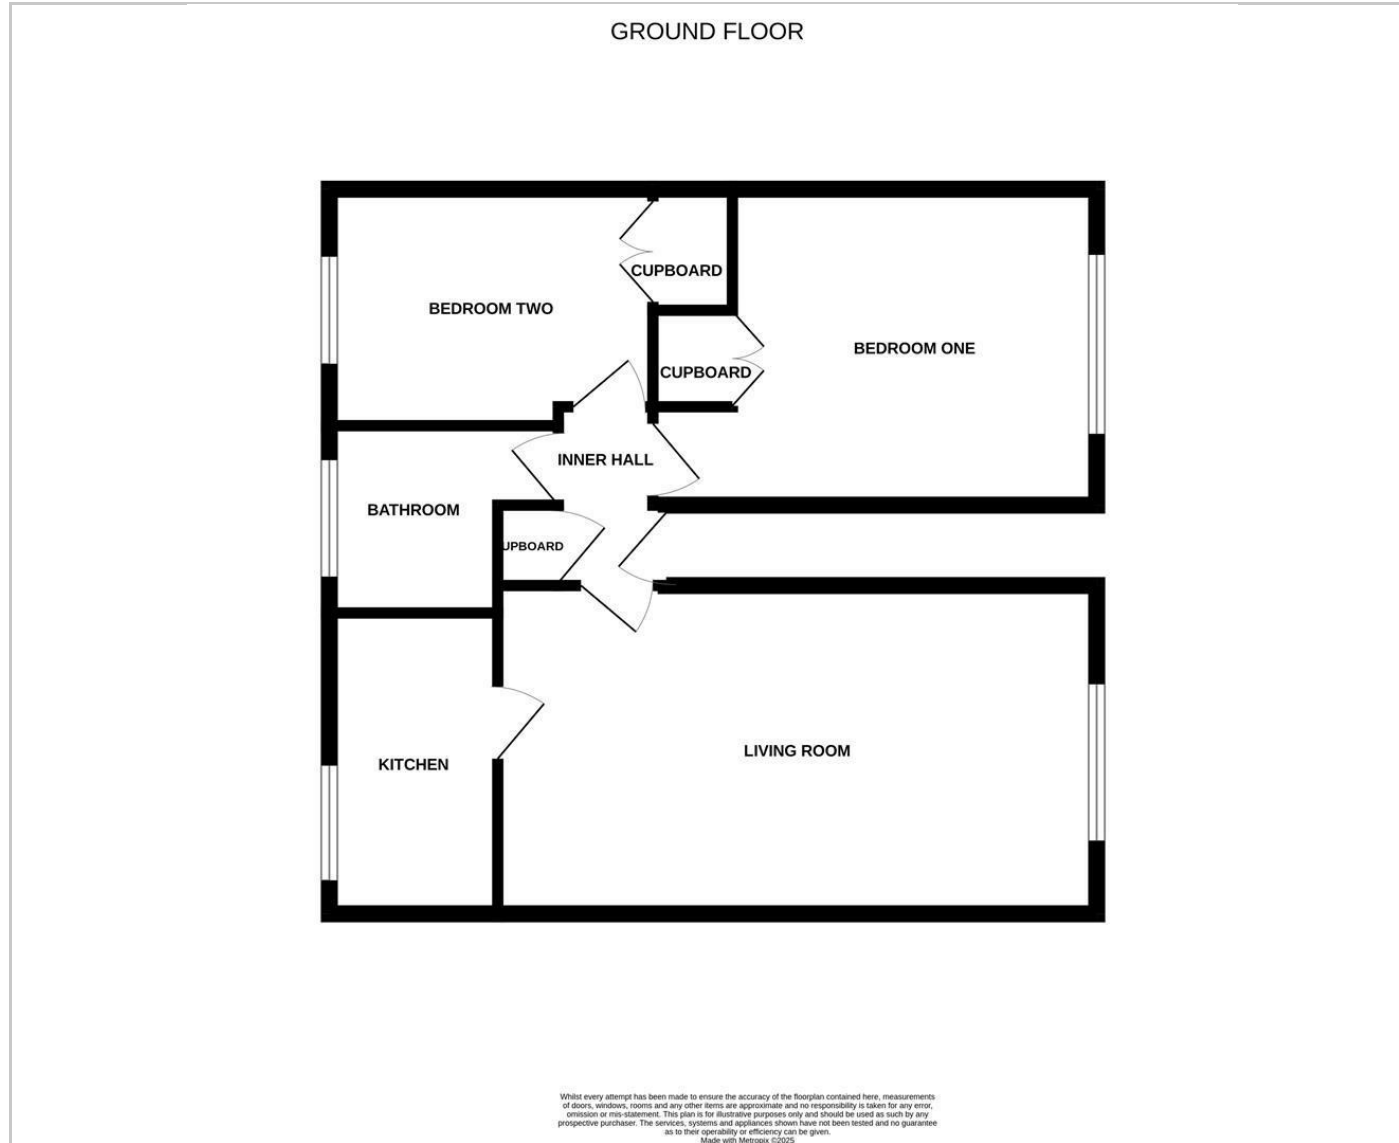 GROUND FLOOR
CUPBOARD
BEDROOM TWO
BEDROOM ONE
CUPBOARD
INNER HALL
BATHROOM
UPBOARD
LIVING ROOM
KITCHEN
Whilst every attempt has been made to ensure the accuracy of the floorplan contained here, measurements
of doors, windows, rooms and any other items are approximate and no responsibility is taken for any error,
omission or mis-statement. This plan is for illustrative purposes only and should be used as such by any
prospective purchaser. The services, systems and appliances shown have not been tested and no guarantee
as to their operability or efficiency can be given.
Made with Metropix ©2025